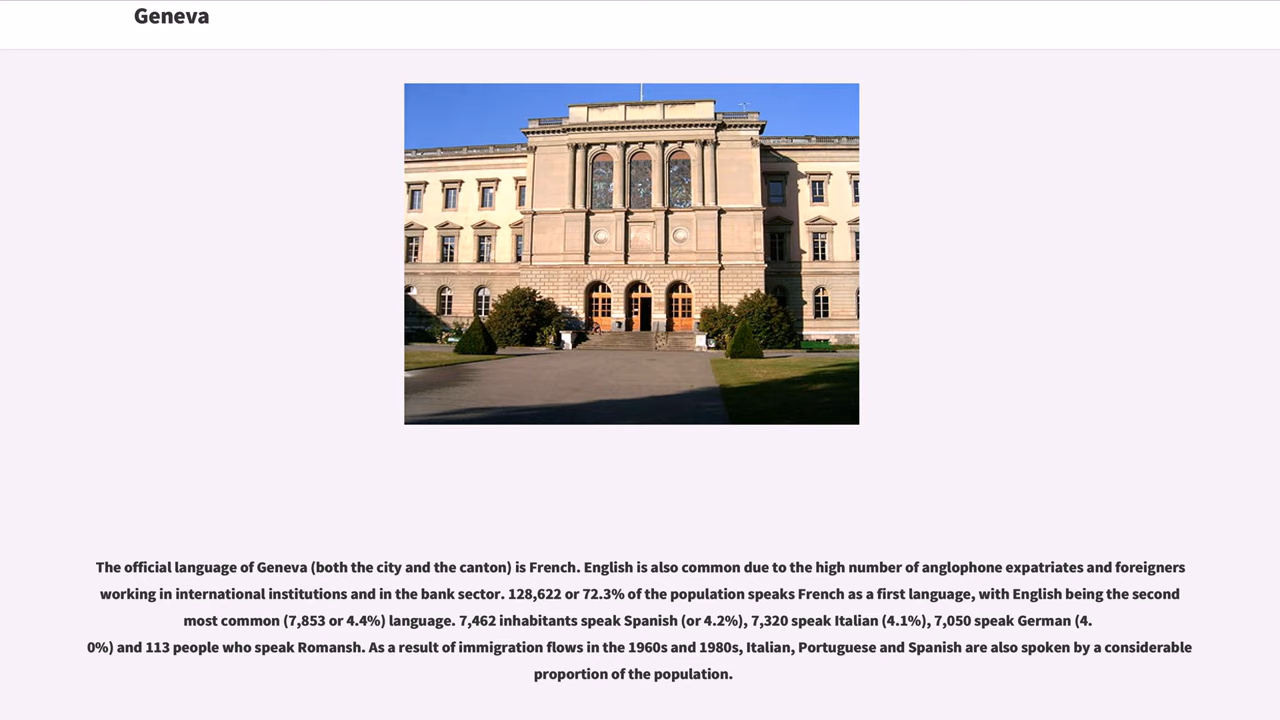 Geneva
The official language of Geneva (both the city and the canton) is French. English is also common due to the high number of anglophone expatriates and foreigners
working in international institutions and in the bank sector. 128,622 or 72.3% of the population speaks French as a first language, with English being the second
most common (7,853 or 4.4%) language. 7,462 inhabitants speak Spanish (or 4.2%), 7,320 speak Italian (4.1%), 7,050 speak German (4.
0%) and 113 people who speak Romansh. As a result of immigration flows in the 1960s and 1980s, Italian, Portuguese and Spanish are also spoken by a considerable
proportion of the population.